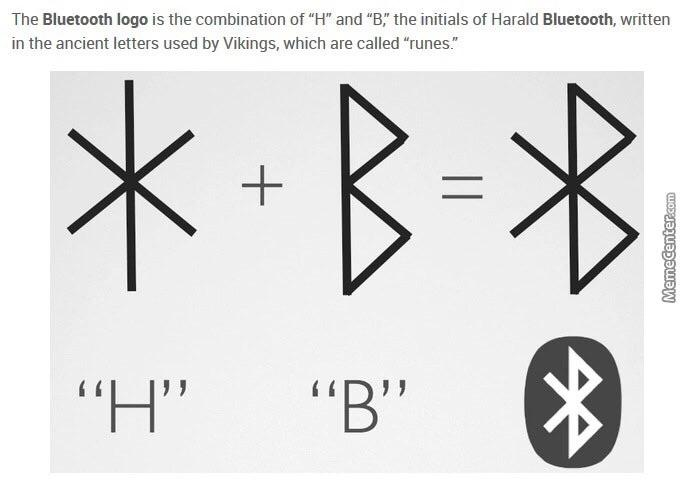 The Bluetooth logo is the combination of “H” and “B,” the initials of Harald Bluetooth, written
in the ancient letters used by Vikings, which are called “runes.”
ᚼ + ᛒ =
“H” “B”
MemeCenter.com